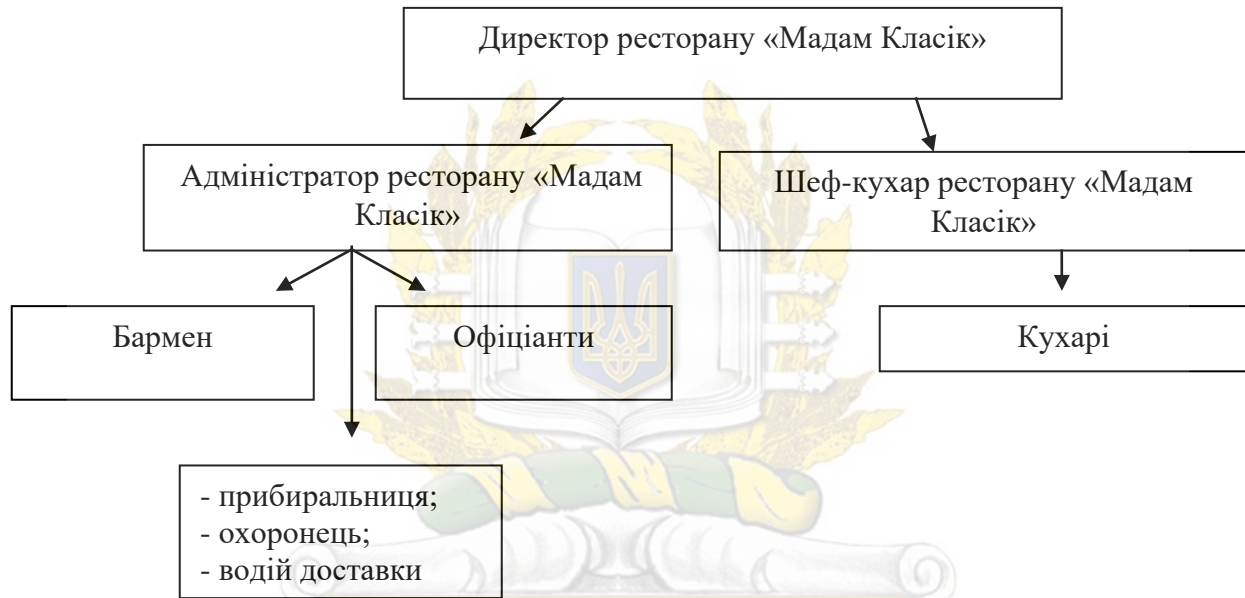 Директор ресторану «Мадам Класік»
Адміністратор ресторану «Мадам
Класік»
Шеф-кухар ресторану «Мадам
Класік»
Бармен
Офіціанти
Кухарі
- прибиральниця;
- охоронець;
- водій доставки